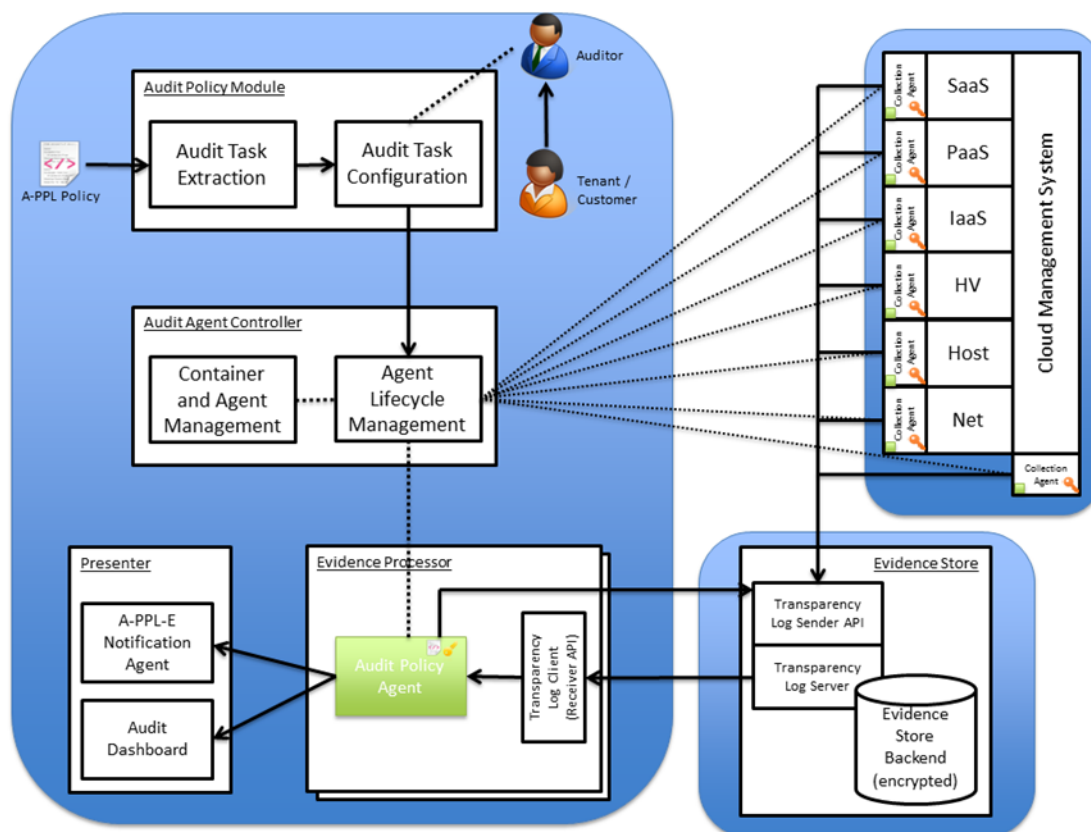 Auditor
Audit Policy Module
Audit Task
Extraction
Audit Task
Configuration
</>
A-PPL Policy
Tenant /
Customer
Audit Agent Controller
Container
and Agent
Management
Agent
Lifecycle
Management
Collection
Agent
SaaS
Collection
Agent
PaaS
Collection
Agent
IaaS
Collection
Agent
HV
Collection
Agent
Host
Collection
Agent
Net
Cloud Management System
Collection
Agent
Presenter
A-PPL-E
Notification
Agent
Audit
Dashboard
Evidence Processor
Audit Policy
Agent
Transparency
Log Client
(Receiver API)
Evidence Store
Transparency
Log Sender API
Transparency
Log Server
Evidence
Store
Backend
(encrypted)